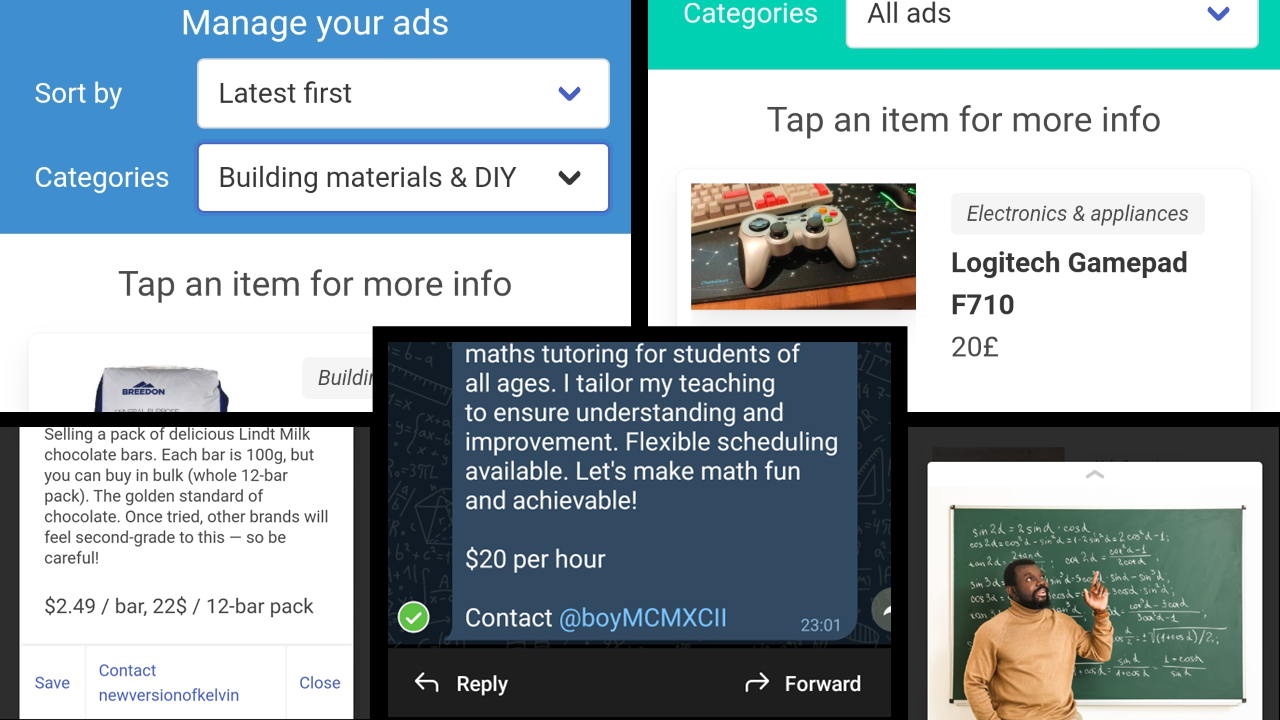 Manage your ads
Sort by
Latest first
Categories
Building materials & DIY
Tap an item for more info
BREEDON
Categories
All ads
Tap an item for more info
Electronics & appliances
Logitech Gamepad
F710
20£
Selling a pack of delicious Lindt Milk
chocolate bars. Each bar is 100g, but
you can buy in bulk (whole 12-bar
pack). The golden standard of
chocolate. Once tried, other brands will
feel second-grade to this — so be
careful!
$2.49 / bar, 22$ / 12-bar pack
Save
Contact
newversionofkelvin
Close
maths tutoring for students of
all ages. I tailor my teaching
to ensure understanding and
improvement. Flexible scheduling
available. Let's make math fun
and achievable!
$20 per hour
Contact @boyMCMXCII
23:01
Reply
Forward
sin2d = 2sind · cosd